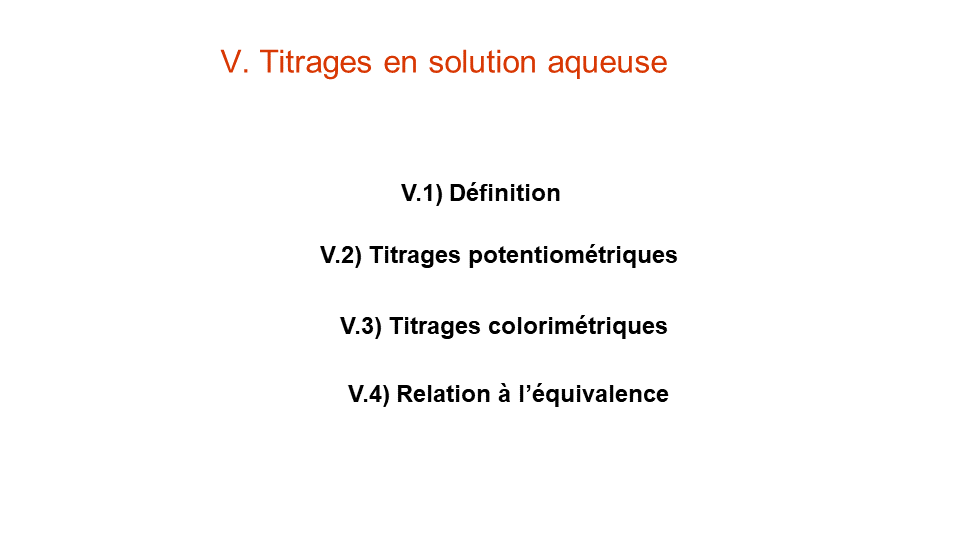 V. Titrages en solution aqueuse
V.1) Définition
V.2) Titrages potentiométriques
V.3) Titrages colorimétriques
V.4) Relation à l’équivalence